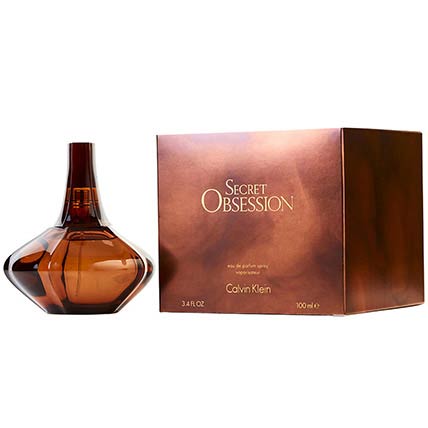 SECRET
OBSESSION
eau de parfum spray
vaporisateur
3.4 FL OZ
100 ml ℮
Calvin Klein